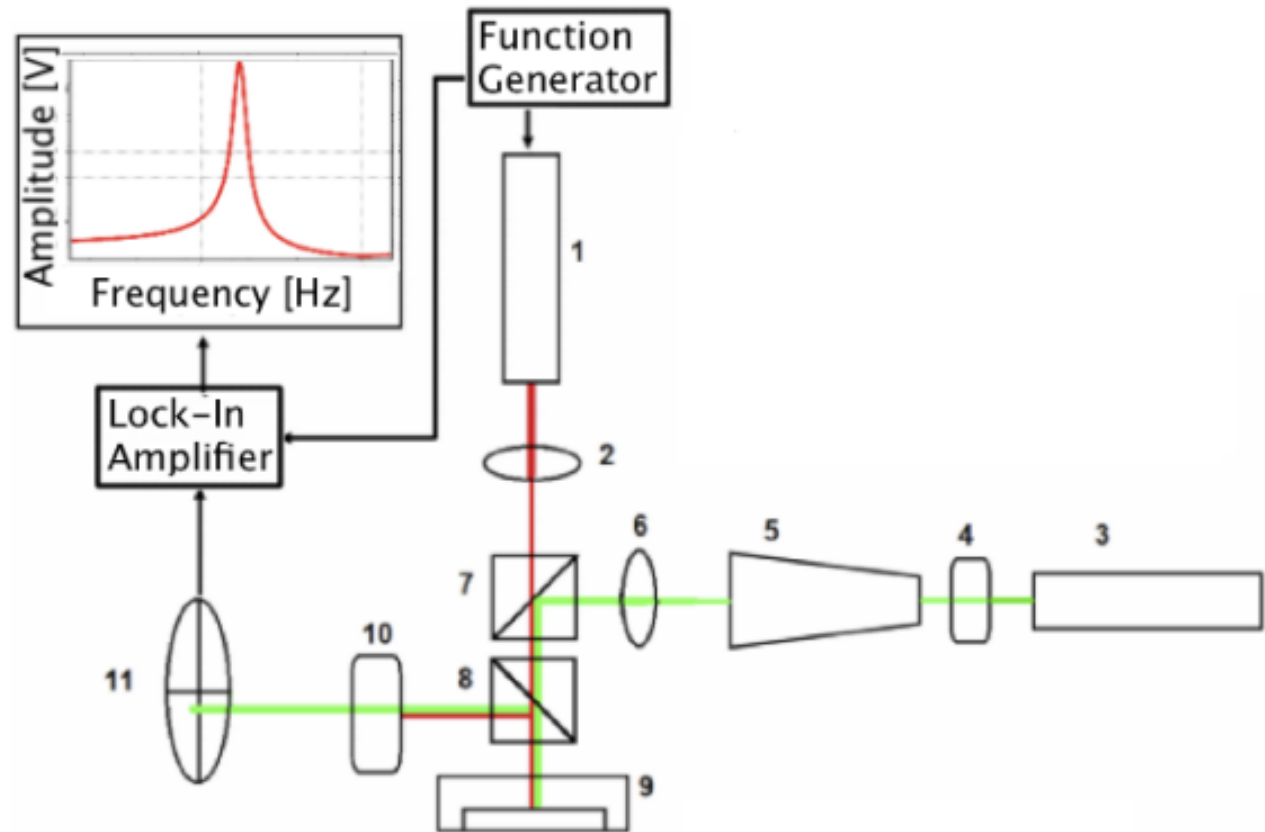 Function
Generator
Amplitude [V]
Frequency [Hz]
1
Lock-In
Amplifier
2
6
5
4
3
7
10
8
11
9